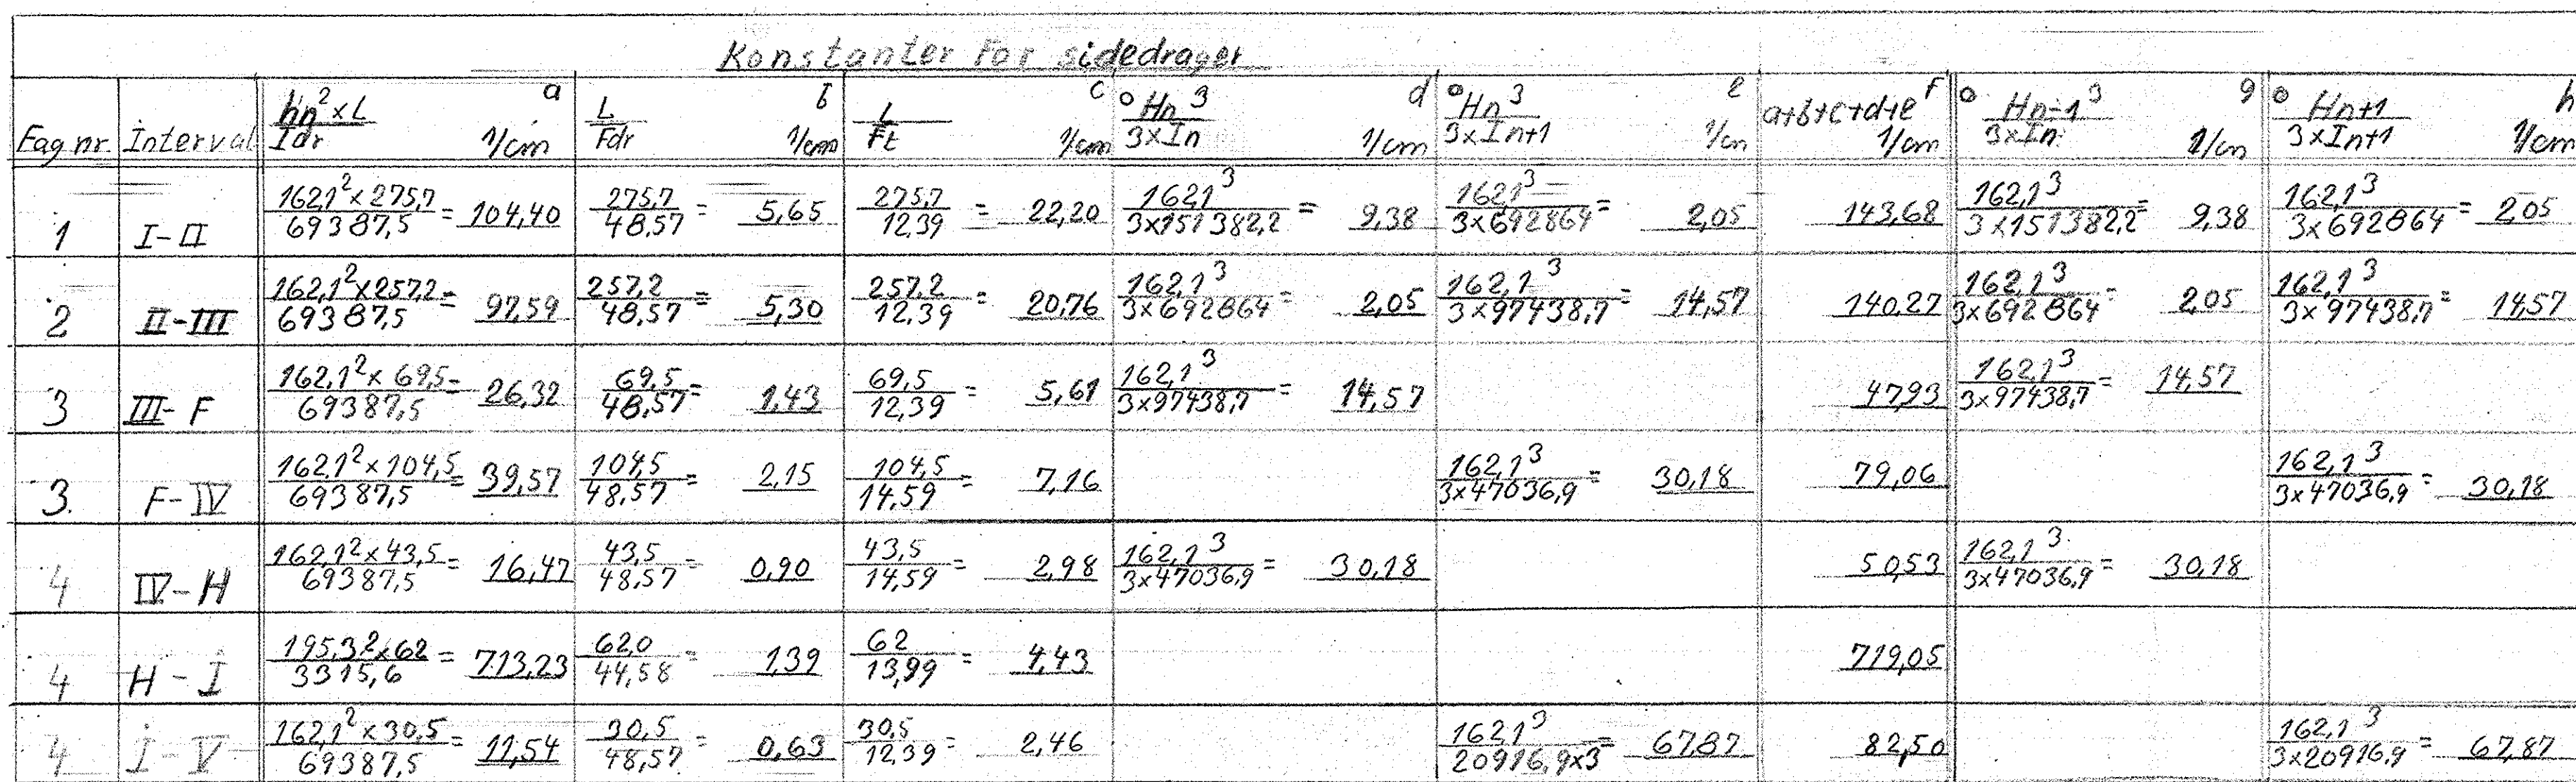 Konstanter for sidedrager
Fag nr. Interval hn²×L/Idr a 1/cm L/Fdr b 1/cm L/Ft c 1/cm ° Hn³/3×In d 1/cm ° Hn³/3×In+1 e 1/cn a+b+c+d+e f 1/cm ° Hn-1³/3×In g 1/cn ° Hn+1/3×In+1 h 1/cm
1 I-II 162,1²×275,7/69387,5 = 104,40 275,7/48,57 = 5,65 275,7/12,39 = 22,20 162,1³/3×151382,2 = 9,38 162,1³/3×692864 = 2,05 143,68 162,1³/3×151382,2 = 9,38 162,1³/3×692864 = 2,05
2 II-III 162,1²×257,2/69387,5 = 97,59 257,2/48,57 = 5,30 257,2/12,39 = 20,76 162,1³/3×692864 = 2,05 162,1³/3×97438,7 = 14,57 140,27 162,1³/3×692864 = 2,05 162,1³/3×97438,7 = 14,57
3 III-F 162,1²×69,5/69387,5 = 26,32 69,5/48,57 = 1,43 69,5/12,39 = 5,61 162,1³/3×97438,7 = 14,57 47,93 162,1³/3×97438,7 = 14,57
3. F-IV 162,1²×104,5/69387,5 = 39,57 104,5/48,57 = 2,15 104,5/14,59 = 7,16 162,1³/3×47036,9 = 30,18 79,06 162,1³/3×47036,9 = 30,18
4 IV-H 162,1²×43,5/69387,5 = 16,47 43,5/48,57 = 0,90 43,5/14,59 = 2,98 162,1³/3×47036,9 = 30,18 50,53 162,1³/3×47036,9 = 30,18
4 H-I 195,3²×62/3315,6 = 713,23 62,0/44,58 = 1,39 62/13,99 = 4,43 719,05
4 I-V 162,1²×30,5/69387,5 = 11,54 30,5/48,57 = 0,63 30,5/12,39 = 2,46 162,1³/20916,9×3 = 67,87 82,50 162,1³/3×20916,9 = 67,87